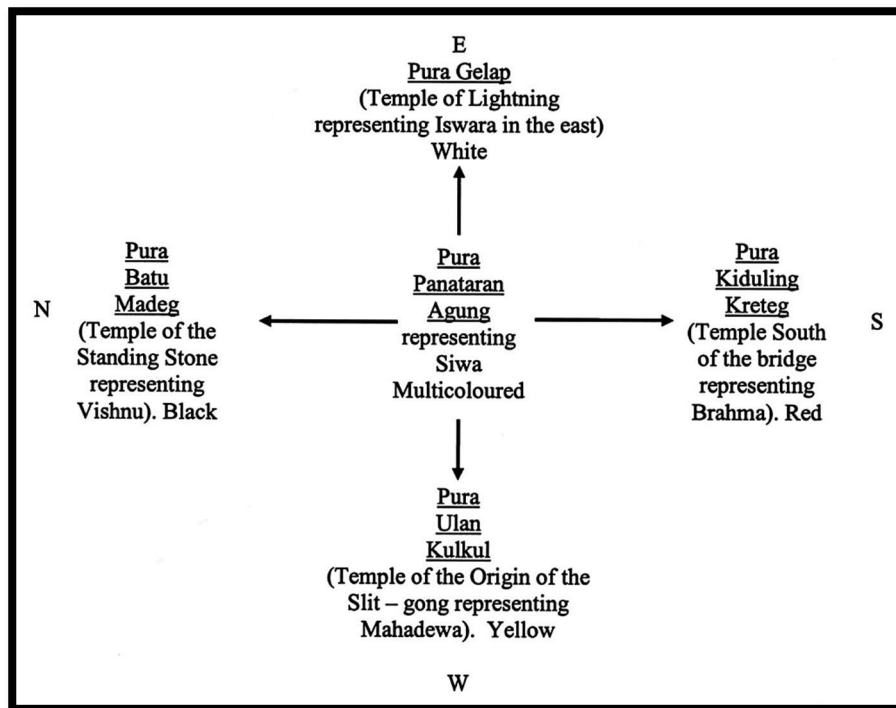 E
Pura Gelap
(Temple of Lightning
representing Iswara in the east)
White
N
Pura
Batu
Madeg
(Temple of the
Standing Stone
representing
Vishnu). Black
Pura
Panataran
Agung
representing
Siwa
Multicoloured
Pura
Kiduling
Kreteg
(Temple South
of the bridge
representing
Brahma). Red
S
Pura
Ulan
Kulkul
(Temple of the Origin of the
Slit – gong representing
Mahadewa). Yellow
W